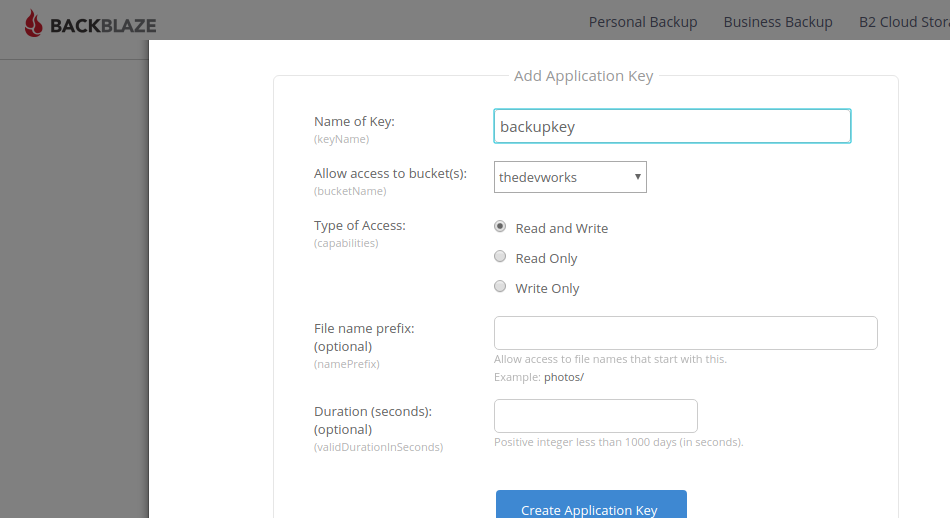 BACKBLAZE
Personal Backup Business Backup B2 Cloud Stora
Add Application Key
Name of Key:
(keyName)
backupkey
Allow access to bucket(s):
(bucketName)
thedevworks
Type of Access:
(capabilities)
Read and Write
Read Only
Write Only
File name prefix:
(optional)
(namePrefix)
Allow access to file names that start with this.
Example: photos/
Duration (seconds):
(optional)
(validDurationInSeconds)
Positive integer less than 1000 days (in seconds).
Create Application Key